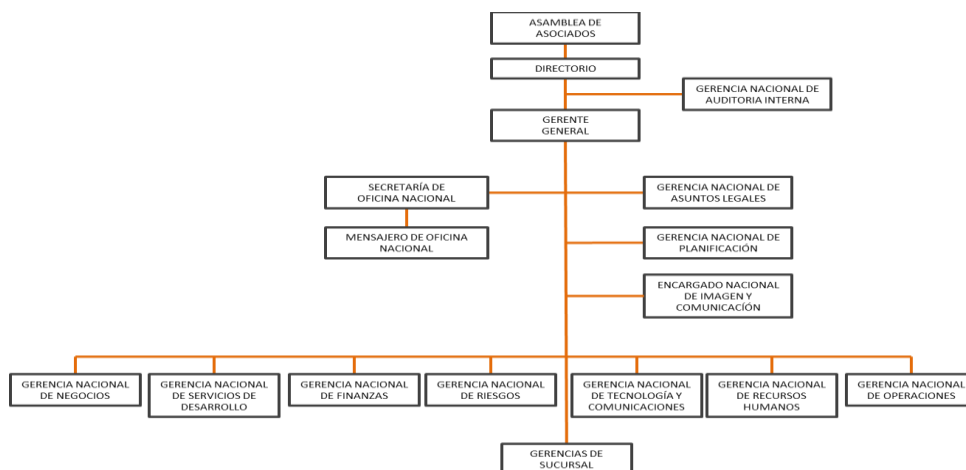 ASAMBLEA DE
ASOCIADOS
DIRECTORIO
GERENCIA NACIONAL DE
AUDITORIA INTERNA
GERENTE
GENERAL
SECRETARÍA DE
OFICINA NACIONAL
GERENCIA NACIONAL DE
ASUNTOS LEGALES
MENSAJERO DE OFICINA
NACIONAL
GERENCIA NACIONAL DE
PLANIFICACIÓN
ENCARGADO NACIONAL
DE IMAGEN Y
COMUNICACÍÓN
GERENCIA NACIONAL
DE NEGOCIOS
GERENCIA NACIONAL
DE SERVICIOS DE
DESARROLLO
GERENCIA NACIONAL
DE FINANZAS
GERENCIA NACIONAL
DE RIESGOS
GERENCIA NACIONAL
DE TECNOLOGÍA Y
COMUNICACIONES
GERENCIA NACIONAL
DE RECURSOS
HUMANOS
GERENCIA NACIONAL
DE OPERACIONES
GERENCIAS DE
SUCURSAL